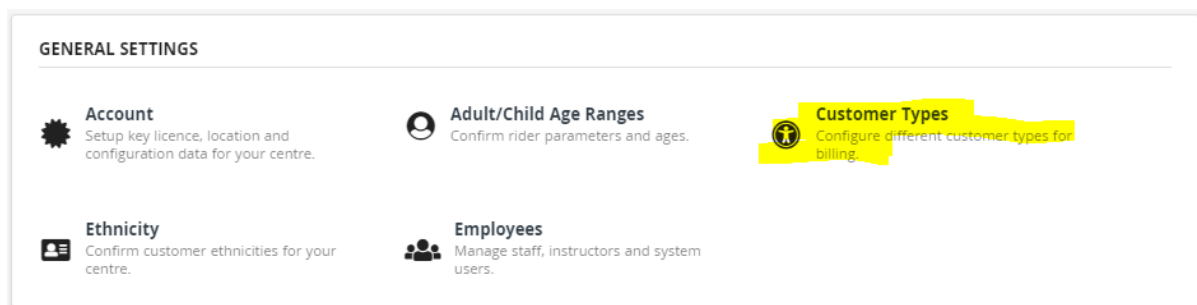 GENERAL SETTINGS
Account
Setup key licence, location and
configuration data for your centre.
Adult/Child Age Ranges
Confirm rider parameters and ages.
Customer Types
Configure different customer types for
billing.
Ethnicity
Confirm customer ethnicities for your
centre.
Employees
Manage staff, instructors and system
users.